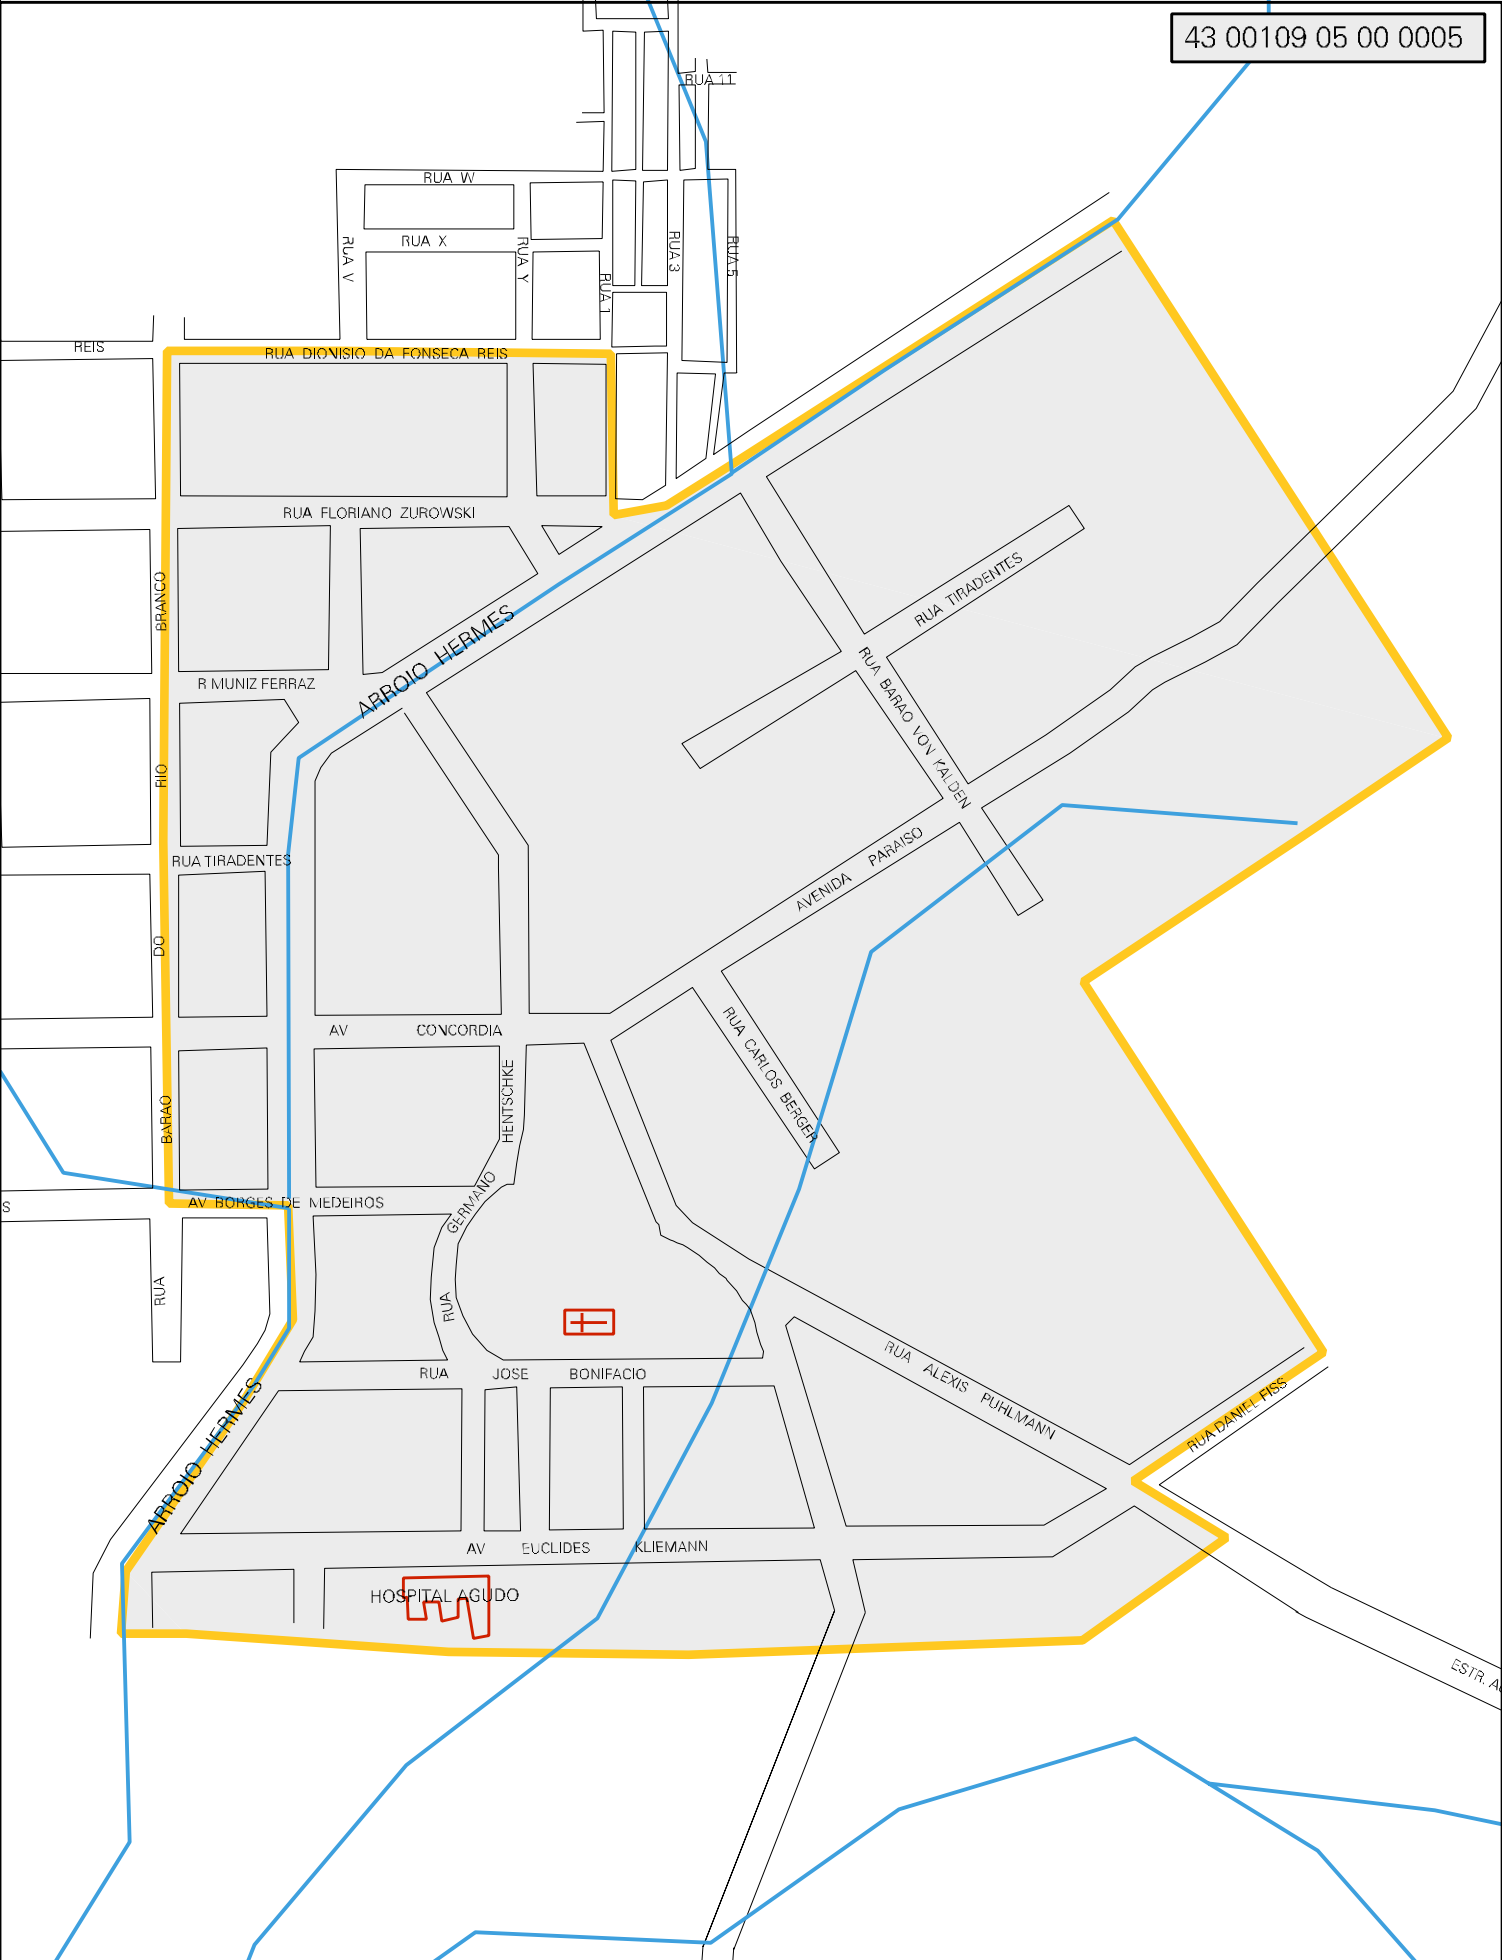 43 00109 05 00 0005
RUA 11
RUA W
RUA X
RUA V
RUA Y
RUA 1
RUA 3
RUA 5
REIS
RUA DIONISIO DA FONSECA REIS
RUA FLORIANO ZUROWSKI
RUA TIRADENTES
BRANCO
ARROIO HERMES
R MUNIZ FERRAZ
RUA BARAO VON KALDEN
RIO
RUA TIRADENTES
AVENIDA PARAISO
DO
AV CONCORDIA
RUA CARLOS BERGER
HENTSCHKE
BARAO
AV BORGES DE MEDEIROS
S
GERMANO
RUA
RUA
RUA JOSE BONIFACIO
RUA ALEXIS PUHLMANN
RUA DANIEL FISS
ARROIO HERMES
AV EUCLIDES KLIEMANN
HOSPITAL AGUDO
ESTR.